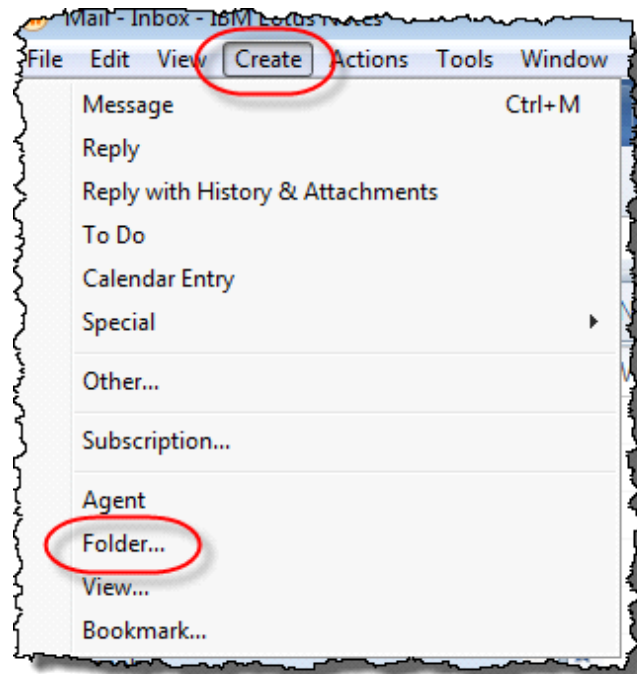 Mail - Inbox - IBM Lotus Notes
File Edit View Create Actions Tools Window
Message Ctrl+M
Reply
Reply with History & Attachments
To Do
Calendar Entry
Special
Other...
Subscription...
Agent
Folder...
View...
Bookmark...